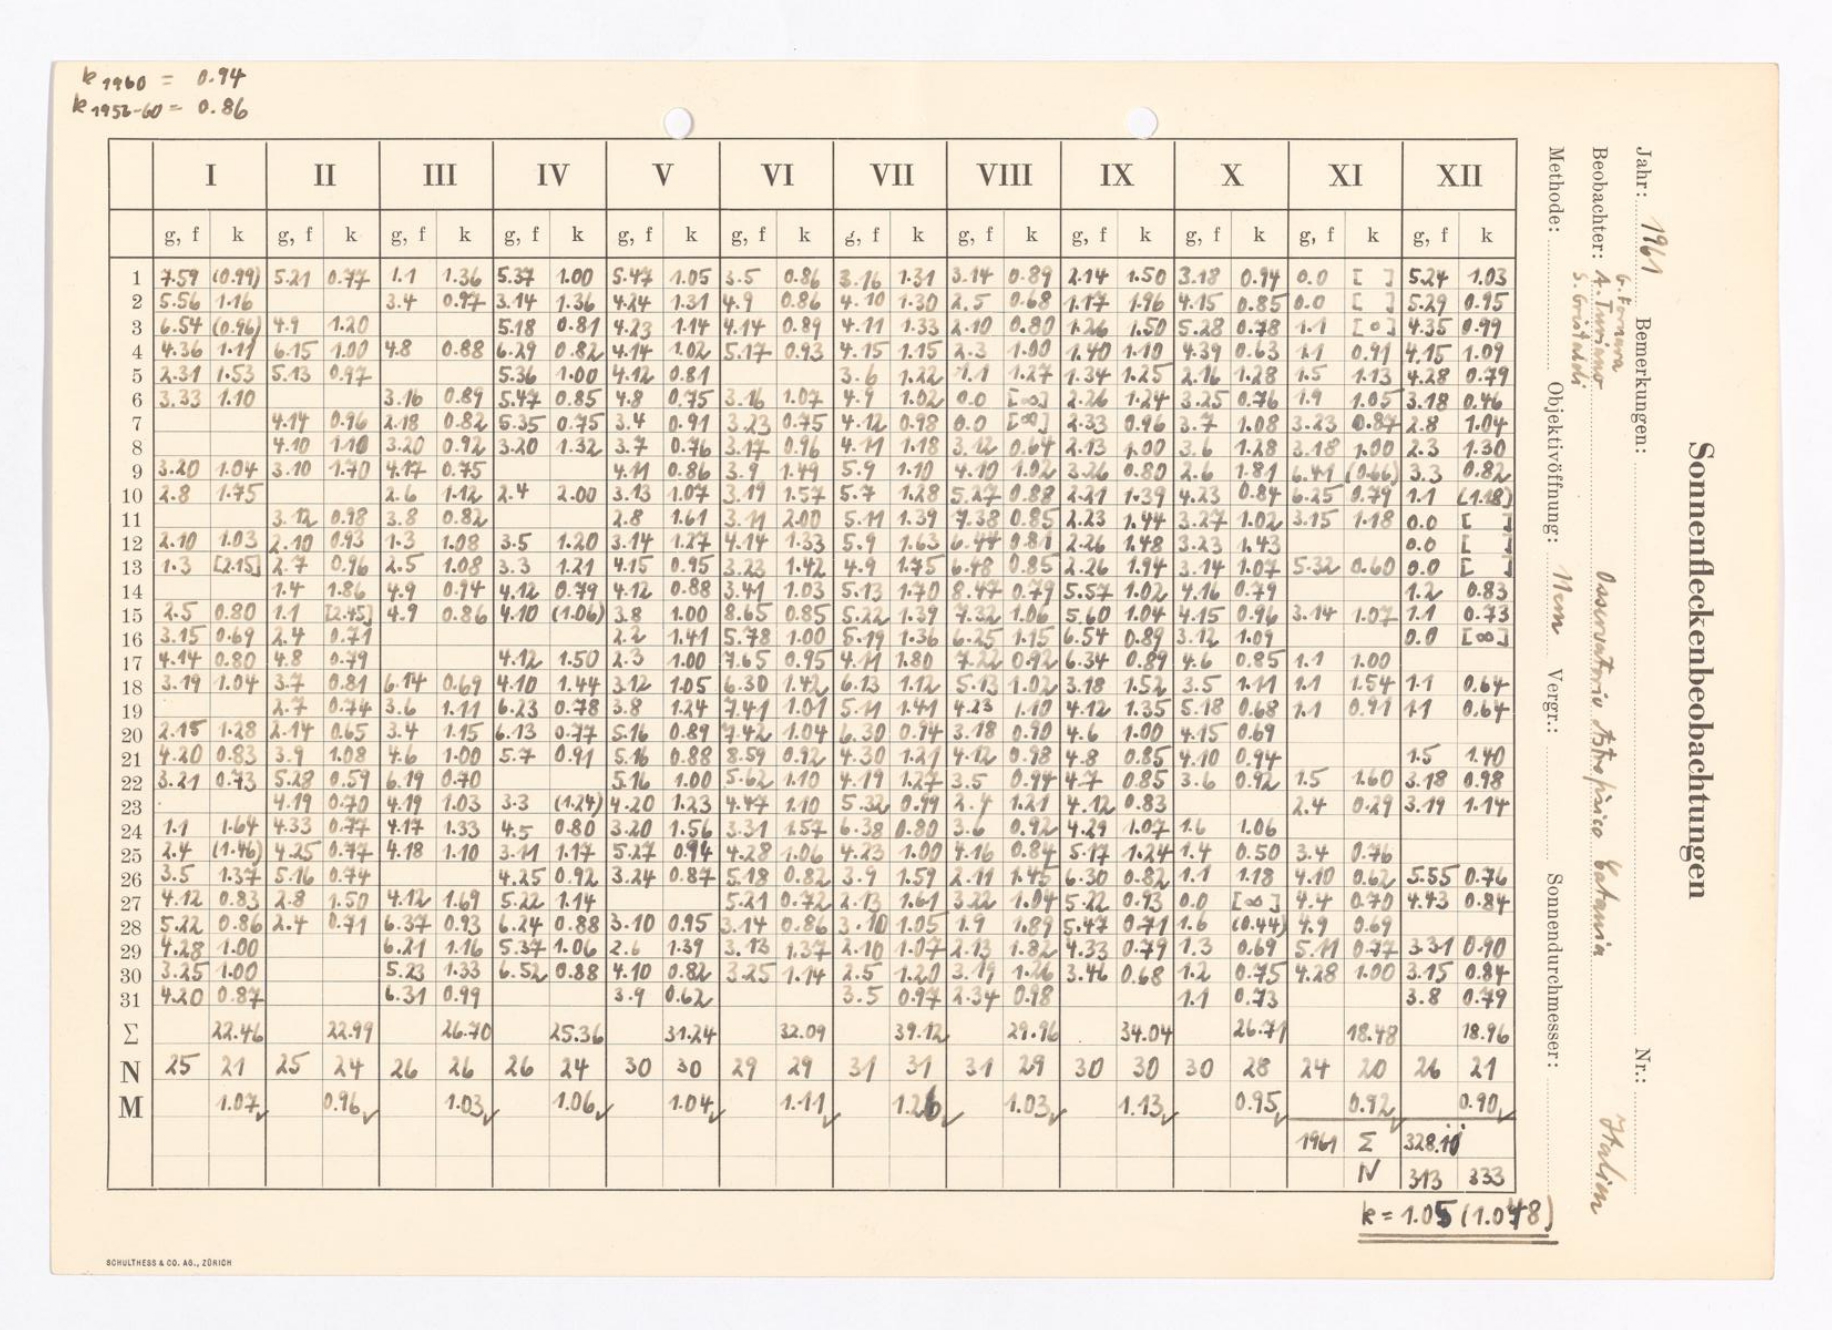 k 1960 = 0.94
k 1952-60 = 0.86
I II III IV V VI VII VIII IX X XI XII
g, f k g, f k g, f k g, f k g, f k g, f k g, f k g, f k g, f k g, f k g, f k g, f k
1 7.59 (0.99) 5.21 0.77 1.1 1.36 5.37 1.00 5.47 1.05 3.5 0.86 3.16 1.31 3.14 0.89 2.14 1.50 3.18 0.94 0.0 [ ] 5.24 1.03
2 5.56 1.16 3.4 0.97 3.14 1.36 4.24 1.31 4.9 0.86 4.10 1.30 2.5 0.68 1.17 1.96 4.15 0.85 0.0 [ ] 5.29 0.95
3 6.54 (0.96) 4.9 1.20 5.18 0.81 4.23 1.14 4.14 0.89 4.11 1.33 2.10 0.80 1.26 1.50 5.28 0.78 1.1 [0] 4.35 0.99
4 4.36 1.11 6.15 1.00 4.8 0.88 6.29 0.82 4.14 1.02 5.17 0.93 4.15 1.15 2.3 1.00 1.40 1.10 4.39 0.63 1.1 0.91 4.15 1.09
5 2.31 1.53 5.13 0.97 5.36 1.00 4.12 0.81 3.6 1.22 1.1 1.27 1.34 1.25 2.16 1.28 1.5 1.13 4.28 0.79
6 3.33 1.10 3.16 0.89 5.47 0.85 4.8 0.75 3.16 1.07 4.9 1.02 0.0 [∞] 2.26 1.24 3.25 0.76 1.9 1.05 3.18 0.46
7 4.14 0.96 2.18 0.82 5.35 0.75 3.4 0.91 3.23 0.75 4.12 0.98 0.0 [∞] 2.33 0.96 3.7 1.08 3.23 0.87 2.8 1.04
8 4.10 1.10 3.20 0.92 3.20 1.32 3.7 0.76 3.17 0.96 4.11 1.18 3.12 0.64 2.13 1.00 3.6 1.28 3.18 1.00 2.3 1.30
9 3.20 1.04 3.10 1.70 4.17 0.75 4.11 0.86 3.9 1.49 5.9 1.10 4.10 1.02 3.26 0.80 2.6 1.81 6.41 (0.66) 3.3 0.82
10 2.8 1.75 2.6 1.12 2.4 2.00 3.13 1.07 3.19 1.57 5.7 1.28 5.27 0.88 2.21 1.39 4.23 0.84 6.25 0.79 1.1 (1.18)
11 3.12 0.98 3.8 0.82 2.8 1.61 3.11 2.00 5.11 1.39 7.38 0.85 2.23 1.44 3.27 1.02 3.15 1.18 0.0 [ ]
12 2.10 1.03 2.10 0.93 1.3 1.08 3.5 1.20 3.14 1.27 4.14 1.33 5.9 1.63 6.44 0.81 2.26 1.48 3.23 1.43 0.0 [ ]
13 1.3 [2.15] 2.7 0.96 2.5 1.08 3.3 1.21 4.15 0.95 3.23 1.42 4.9 1.75 6.48 0.85 2.26 1.94 3.14 1.07 5.32 0.60 0.0 [ ]
14 1.4 1.86 4.9 0.94 4.12 0.79 4.12 0.88 3.41 1.03 5.13 1.70 8.47 0.79 5.57 1.02 4.16 0.79 1.2 0.83
15 2.5 0.80 1.1 [2.45] 4.9 0.86 4.10 (1.06) 3.8 1.00 8.65 0.85 5.22 1.39 7.32 1.06 5.60 1.04 4.15 0.96 3.14 1.07 1.1 0.73
16 3.15 0.69 2.4 0.71 2.2 1.41 5.78 1.00 5.19 1.36 6.25 1.15 6.54 0.89 3.12 1.09 0.0 [∞]
17 4.14 0.80 4.8 0.79 4.12 1.50 2.3 1.00 7.65 0.95 4.11 1.80 7.22 0.92 6.34 0.89 4.6 0.85 1.1 1.00
18 3.19 1.04 3.7 0.81 6.14 0.69 4.10 1.44 3.12 1.05 6.30 1.42 6.13 1.12 5.13 1.02 3.18 1.52 3.5 1.11 1.1 1.54 1.1 0.64
19 2.7 0.74 3.6 1.11 6.23 0.78 3.8 1.24 7.41 1.01 5.11 1.41 4.23 1.10 4.12 1.35 5.18 0.68 1.1 0.91 1.1 0.64
20 2.15 1.28 2.14 0.65 3.4 1.15 6.13 0.77 5.16 0.89 7.42 1.04 6.30 0.94 3.18 0.90 4.6 1.00 4.15 0.69
21 4.20 0.83 3.9 1.08 4.6 1.00 5.7 0.91 5.16 0.88 8.59 0.92 4.30 1.21 4.12 0.98 4.8 0.85 4.10 0.94 1.5 1.40
22 3.21 0.73 5.28 0.59 6.19 0.70 5.16 1.00 5.62 1.10 4.19 1.27 3.5 0.94 4.7 0.85 3.6 0.92 1.5 1.60 3.18 0.98
23 4.19 0.70 4.19 1.03 3.3 (1.24) 4.20 1.23 4.47 1.10 5.32 0.99 2.4 1.21 4.12 0.83 2.4 0.29 3.19 1.14
24 1.1 1.64 4.33 0.77 4.17 1.33 4.5 0.80 3.20 1.56 3.31 1.57 6.38 0.80 3.6 0.92 4.29 1.07 1.6 1.06
25 2.4 (1.46) 4.25 0.77 4.18 1.10 3.11 1.17 5.27 0.94 4.28 1.06 4.23 1.00 4.16 0.84 5.17 1.24 1.4 0.50 3.4 0.76
26 3.5 1.37 5.16 0.74 4.25 0.92 3.24 0.87 5.18 0.82 3.9 1.59 2.11 1.45 6.30 0.82 1.1 1.18 4.10 0.62 5.55 0.76
27 4.12 0.83 2.8 1.50 4.12 1.69 5.22 1.14 5.21 0.72 2.13 1.61 3.22 1.04 5.22 0.93 0.0 [∞] 4.4 0.70 4.43 0.84
28 5.22 0.86 2.4 0.71 6.37 0.93 6.24 0.88 3.10 0.95 3.14 0.86 3.10 1.05 1.9 1.89 5.47 0.71 1.6 (0.44) 4.9 0.69
29 4.28 1.00 6.21 1.16 5.37 1.06 2.6 1.39 3.13 1.37 2.10 1.07 2.13 1.82 4.33 0.79 1.3 0.69 5.11 0.77 3.31 0.90
30 3.25 1.00 5.23 1.33 6.52 0.88 4.10 0.82 3.25 1.14 2.5 1.20 3.19 1.26 3.46 0.68 1.2 0.75 4.28 1.00 3.15 0.84
31 4.20 0.87 6.31 0.99 3.9 0.62 3.5 0.97 2.34 0.98 1.1 0.73 3.8 0.79
Σ 22.46 22.99 26.70 25.36 31.24 32.09 39.12 29.96 34.04 26.71 18.48 18.96
N 25 21 25 24 26 26 26 24 30 30 29 29 31 31 31 29 30 30 30 28 24 20 26 21
M 1.07 0.96 1.03 1.06 1.04 1.11 1.26 1.03 1.13 0.95 0.92 0.90
1961 Σ 328.11
N 313 333
k = 1.05 (1.048)
SCHULTHESS & CO. AG., ZÜRICH
Sonnenfleckenbeobachtungen
Jahr: 1961 Bemerkungen: Nr.:
G. Fornara
Beobachter: A. Turiano Osservatorio Astrofisico Catania Italien
S. Cristaldi
Methode: Objektivöffnung: 11 cm Vergr.: Sonnendurchmesser: